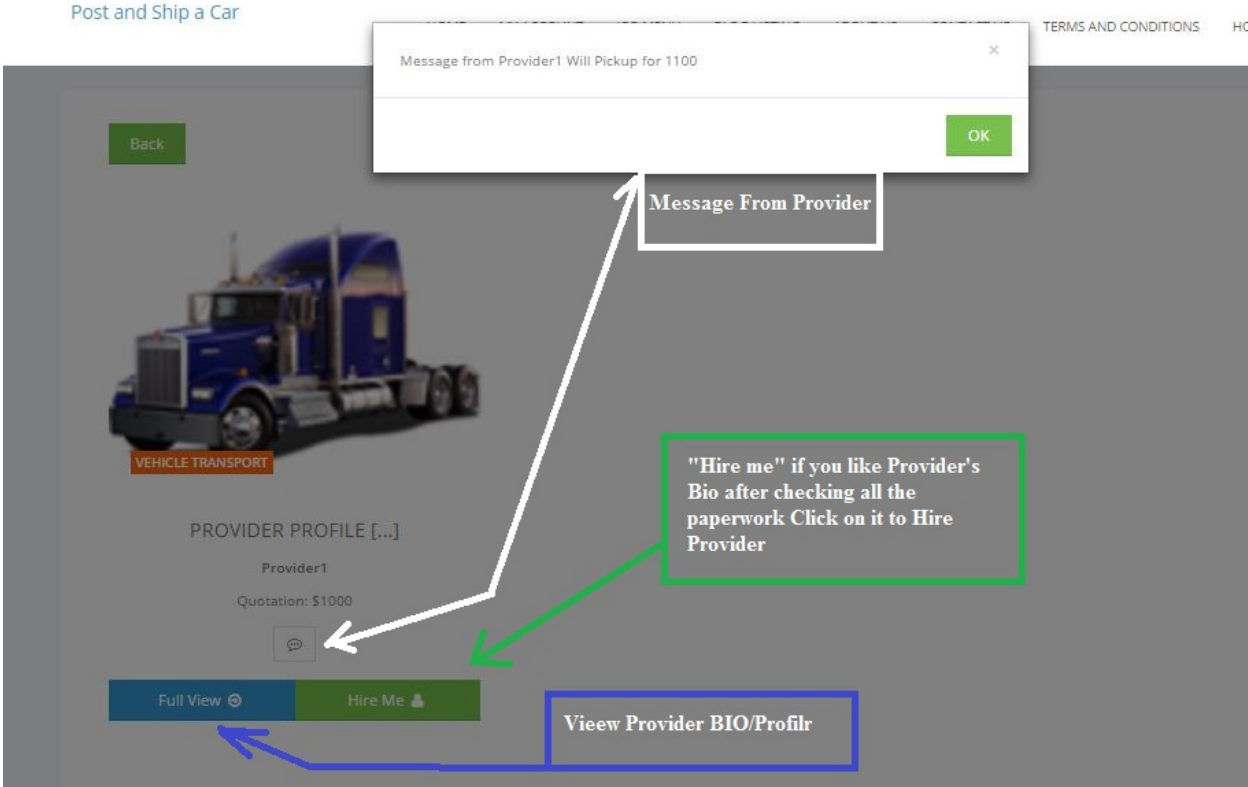 Post and Ship a Car
TERMS AND CONDITIONS
Message from Provider1 Will Pickup for 1100
×
OK
Back
Message From Provider
VEHICLE TRANSPORT
"Hire me" if you like Provider's
Bio after checking all the
paperwork Click on it to Hire
Provider
PROVIDER PROFILE [...]
Provider1
Quotation: $1000
Full View
Hire Me
Vieew Provider BIO/Profilr